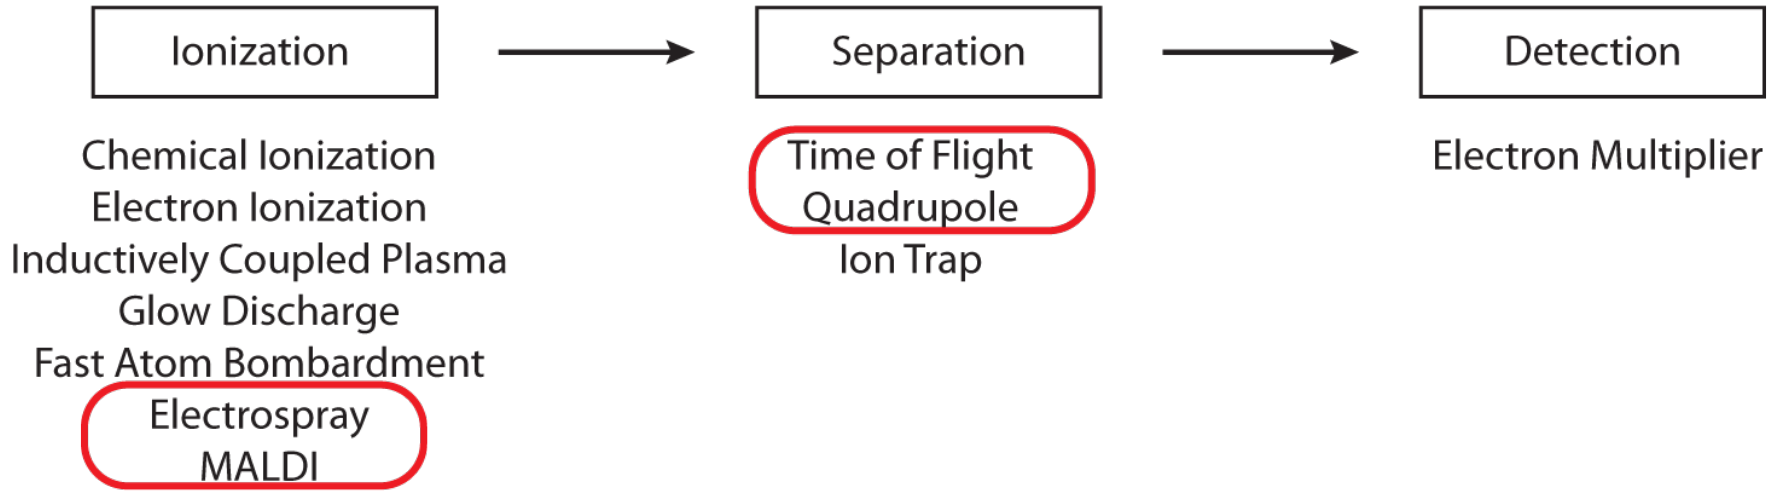 Ionization
Separation
Detection
Chemical Ionization
Electron Ionization
Inductively Coupled Plasma
Glow Discharge
Fast Atom Bombardment
Electrospray
MALDI
Time of Flight
Quadrupole
Ion Trap
Electron Multiplier